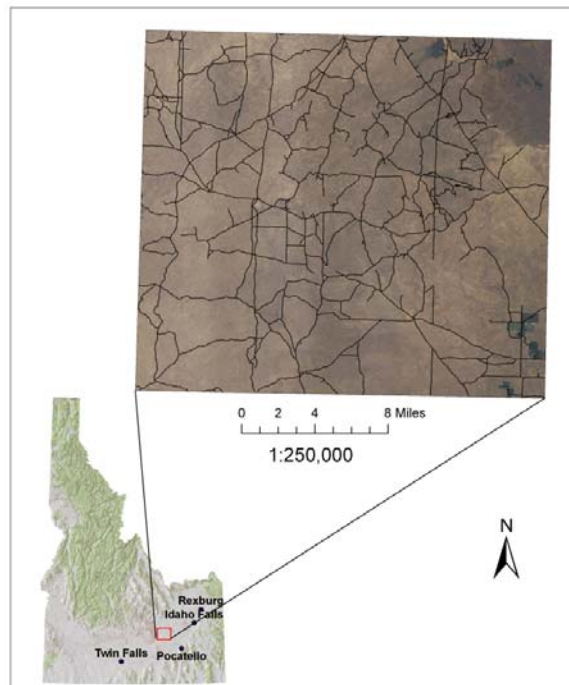 0 2 4 8 Miles
1:250,000
N
Rexburg
Idaho Falls
Twin Falls
Pocatello